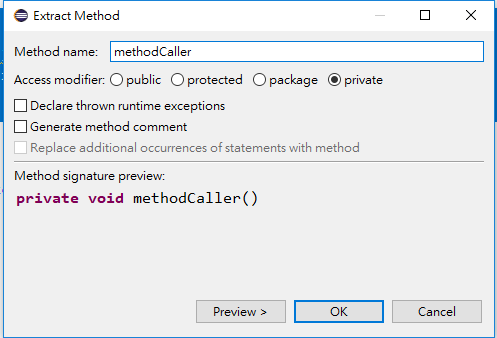 Extract Method
Method name: methodCaller
Access modifier: public protected package private
Declare thrown runtime exceptions
Generate method comment
Replace additional occurrences of statements with method
Method signature preview:
private void methodCaller()
Preview > OK Cancel